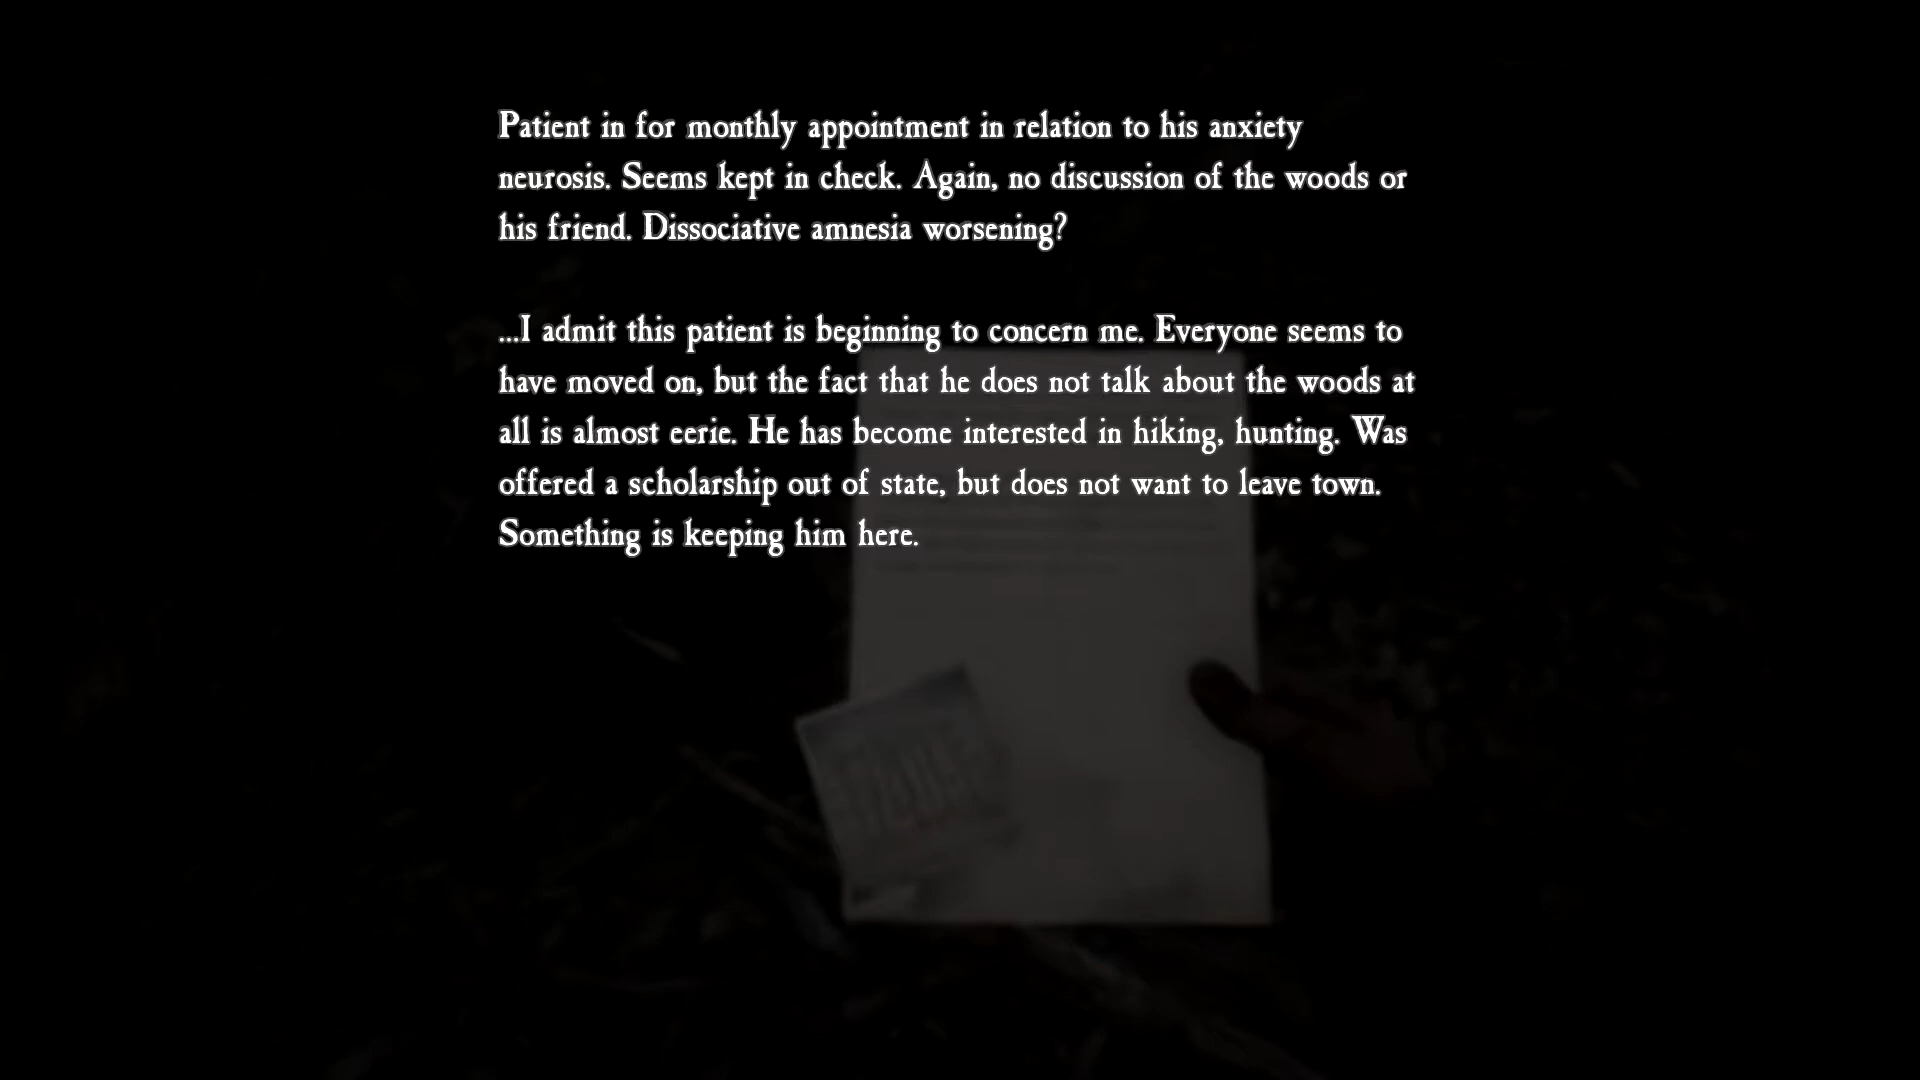 Patient in for monthly appointment in relation to his anxiety
neurosis. Seems kept in check. Again, no discussion of the woods or
his friend. Dissociative amnesia worsening?
...I admit this patient is beginning to concern me. Everyone seems to
have moved on, but the fact that he does not talk about the woods at
all is almost eerie. He has become interested in hiking, hunting. Was
offered a scholarship out of state, but does not want to leave town.
Something is keeping him here.